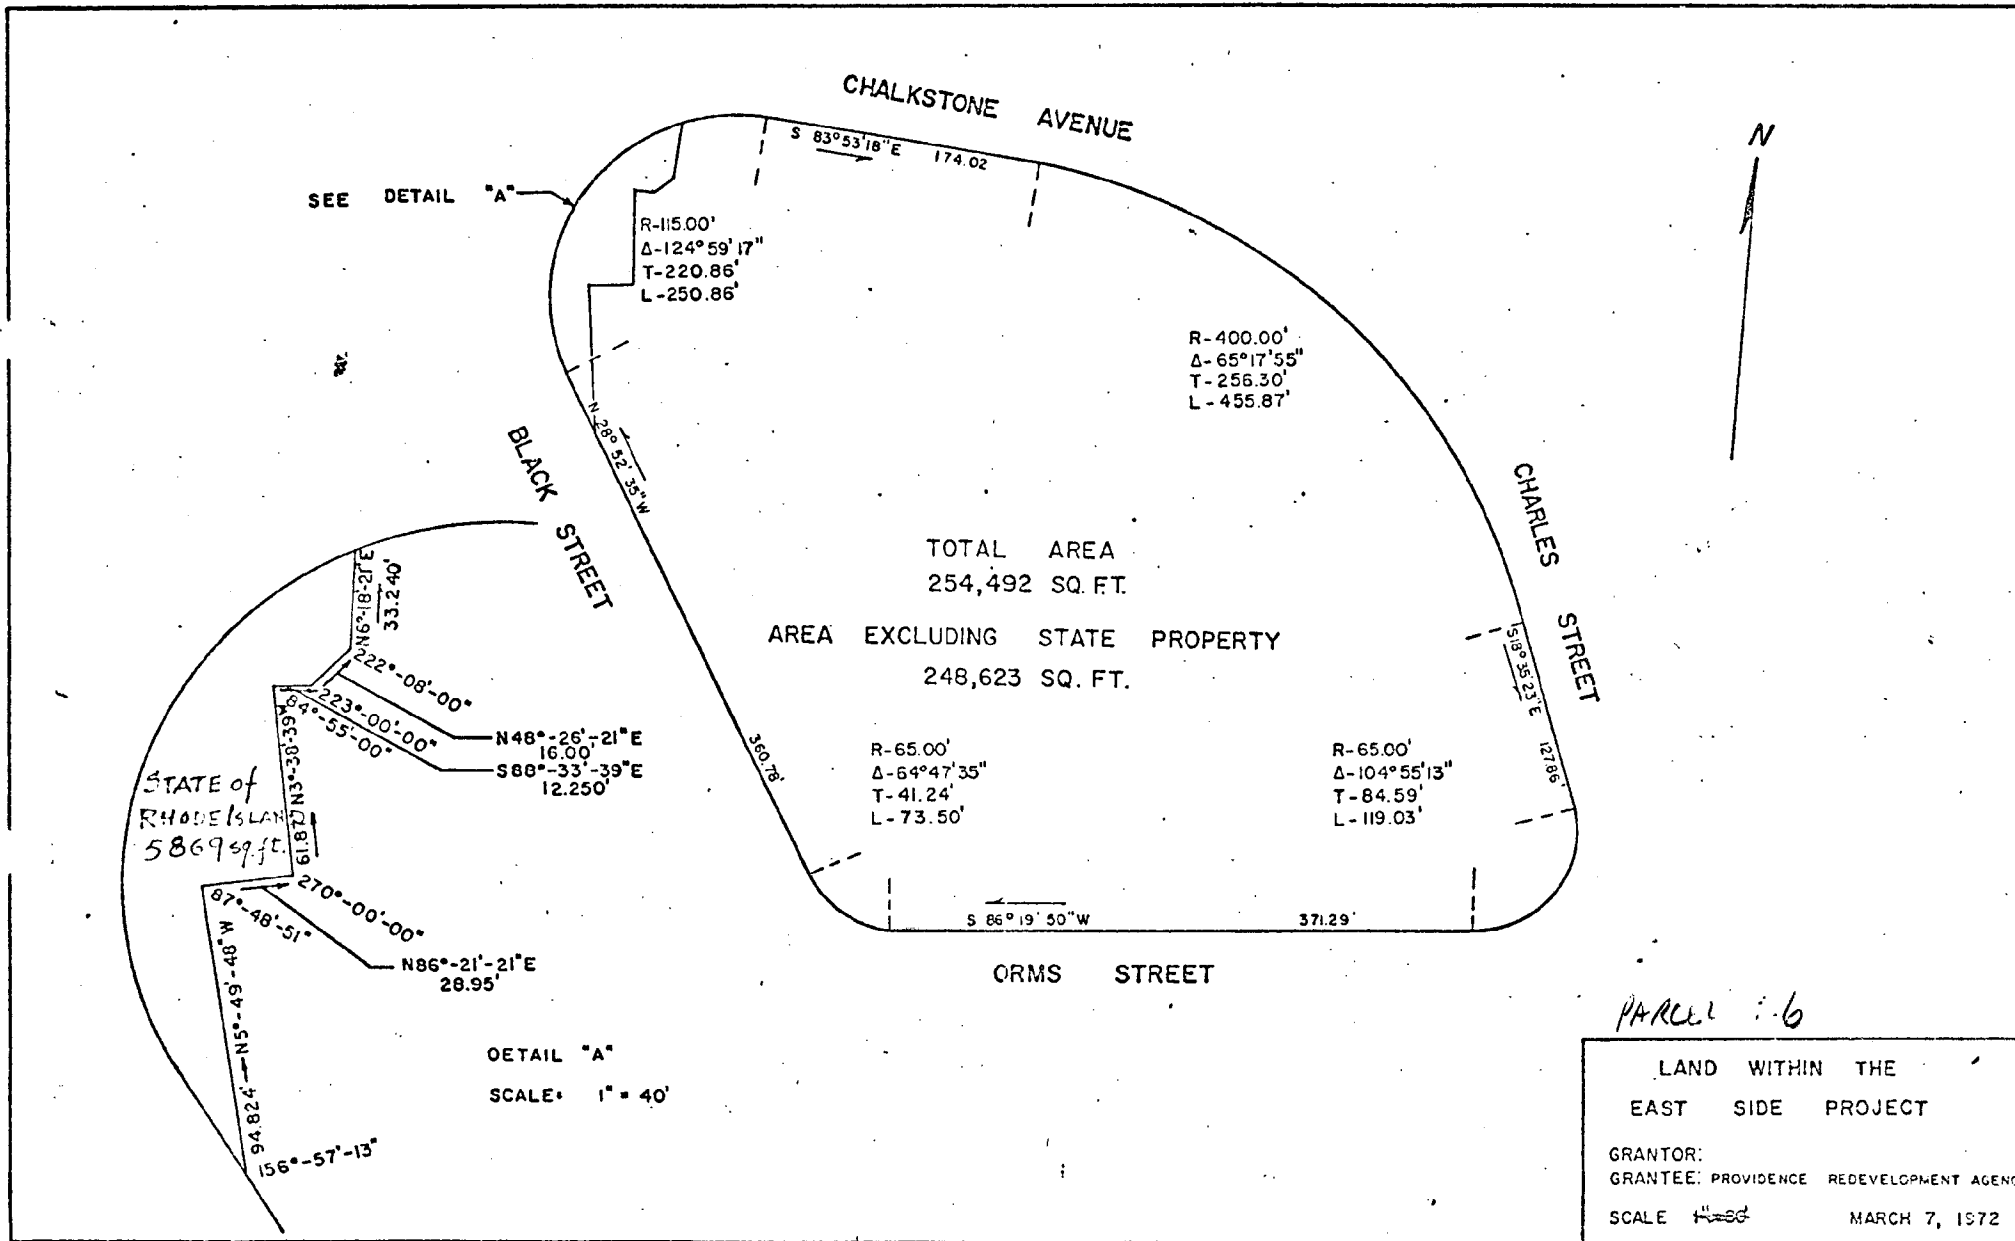 CHALKSTONE AVENUE
N
S 83°53'18"E 174.02
SEE DETAIL "A"
R-115.00'
Δ-124°59'17"
T-220.86'
L-250.86'
R-400.00'
Δ-65°17'55"
T-256.30'
L-455.87'
N 28° 52' 35" W
360.78'
BLACK STREET
CHARLES STREET
S18°35'23"E
127.86'
TOTAL AREA
254,492 SQ. FT.
AREA EXCLUDING STATE PROPERTY
248,623 SQ. FT.
R-65.00'
Δ-64°47'35"
T-41.24'
L-73.50'
R-65.00'
Δ-104°55'13"
T-84.59'
L-119.03'
S 86°19'50"W 371.29'
ORMS STREET
N6°-18'-21"E
33.240'
222°-08'-00"
223°-00'-00"
84°-55'-00"
N48°-26'-21"E
16.00'
S88°-33'-39"E
12.250'
N3°-38'-39"
61.877
STATE of
RHODE ISLAN
5869 sq. ft.
270°-00'-00"
87°-48'-51"
N86°-21'-21"E
28.95'
N5°-49'-48" W
94.824'
156°-57'-13"
DETAIL "A"
SCALE: 1" = 40'
PARCEL 6
LAND WITHIN THE
EAST SIDE PROJECT
GRANTOR:
GRANTEE: PROVIDENCE REDEVELOPMENT AGENC
SCALE
MARCH 7, 1972